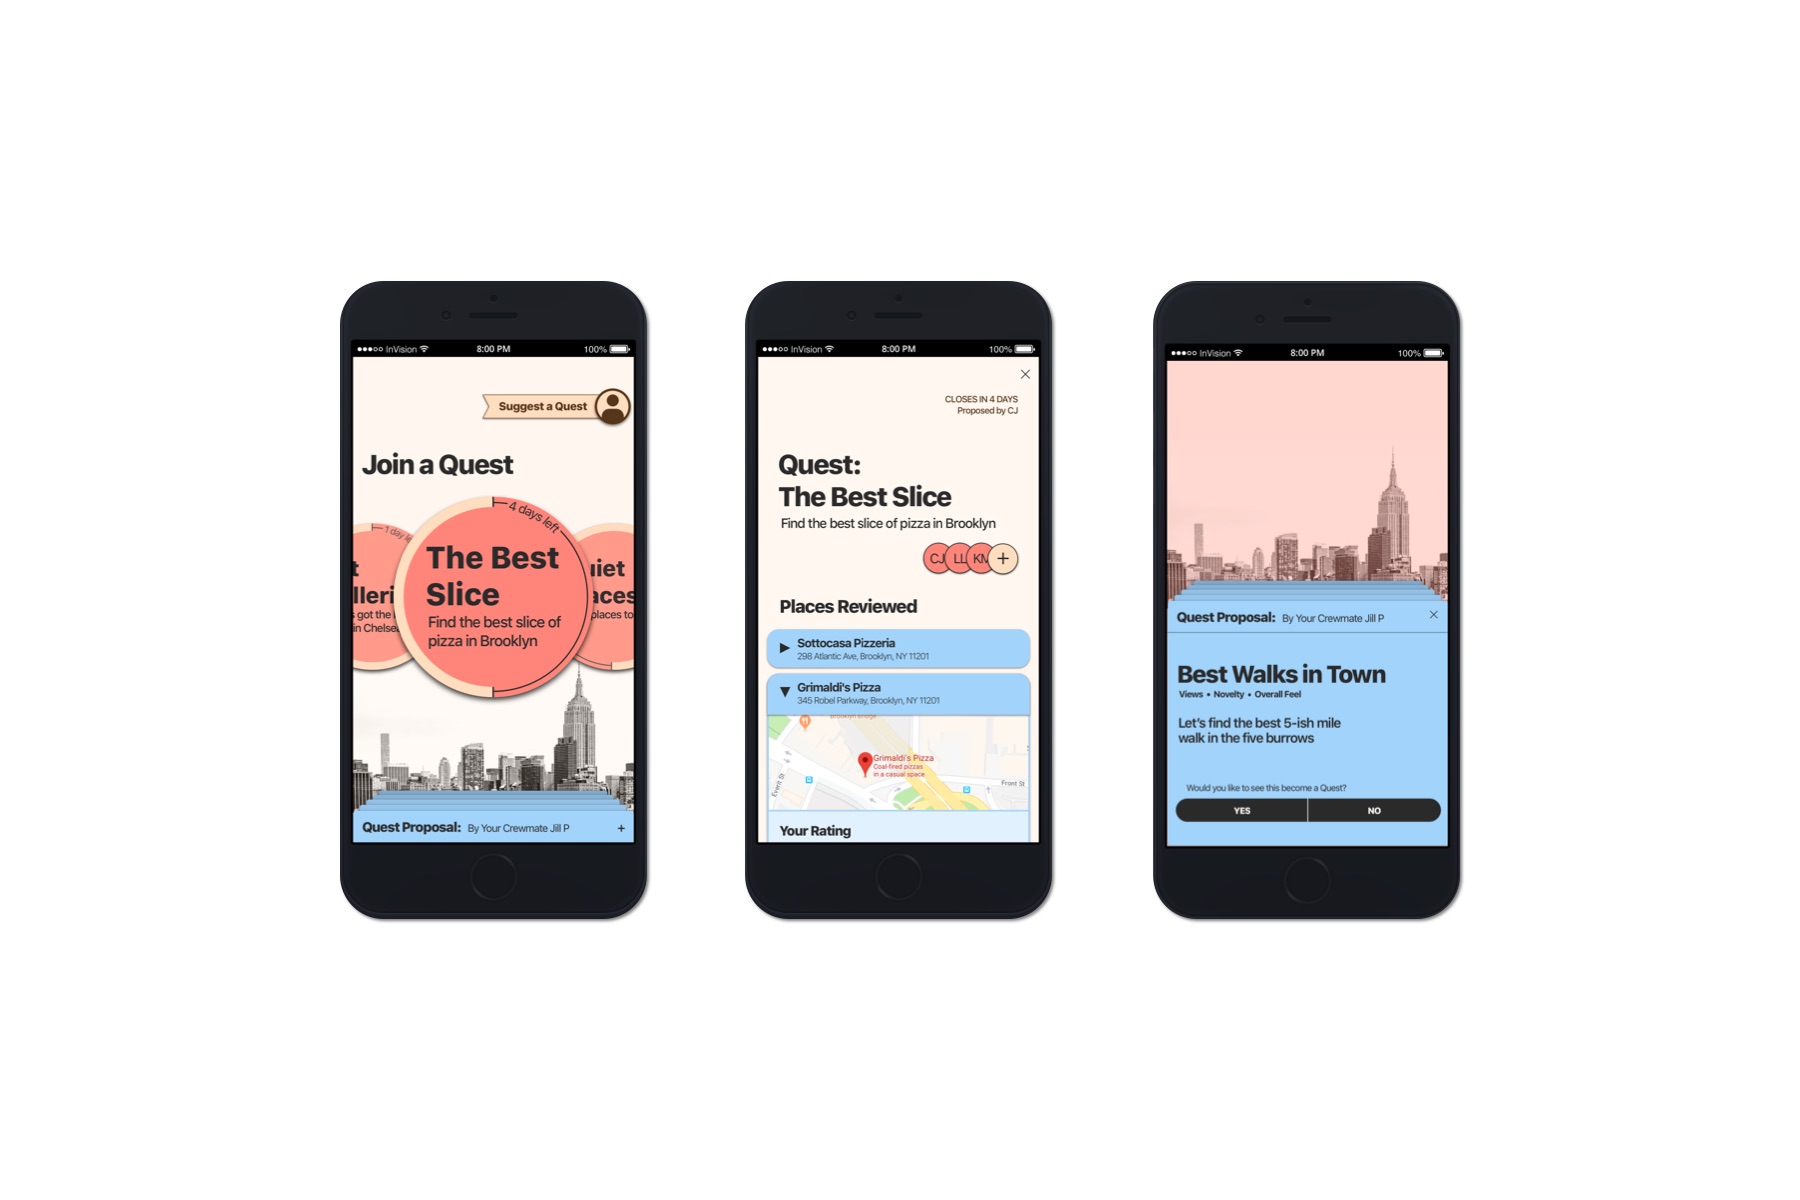 InVision 8:00 PM 100%
Suggest a Quest
Join a Quest
1 day
4 days left
The Best
Slice
Find the best slice of
pizza in Brooklyn
got the
in
places to
Quest Proposal: By Your Crewmate Jill P +
InVision 8:00 PM 100%
CLOSES IN 4 DAYS
Proposed by CJ
Quest:
The Best Slice
Find the best slice of pizza in Brooklyn
CJ LL KM +
Places Reviewed
Sottocasa Pizzeria
298 Atlantic Ave, Brooklyn, NY 11201
Grimaldi's Pizza
345 Robel Parkway, Brooklyn, NY 11201
Brooklyn Bridge
Grimaldi's Pizza
Coal-fired pizzas
in a casual space
Everit St
Front St
Your Rating
InVision 8:00 PM 100%
Quest Proposal: By Your Crewmate Jill P
Best Walks in Town
Views • Novelty • Overall Feel
Let's find the best 5-ish mile
walk in the five burrows
Would you like to see this become a Quest?
YES NO